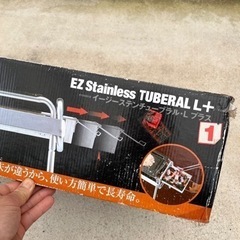 EZ Stainless TUBERAL L+
イージーステンチューブラル・L プラス
1
が違うから、使い方簡単で長寿命。